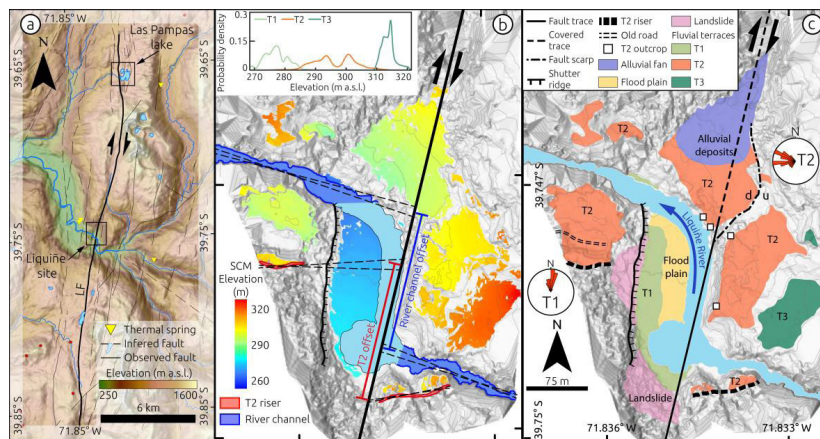 a
N
Las Pampas
lake
39.65° S
39.75° S
39.85° S
71.85° W
Liquiñe
site
LF
Thermal spring
Infered fault
Observed fault
Elevation (m a.s.l.)
250
1600
6 km
71.85° W
b
Probability density
0.3
0.15
0
T1
T2
T3
270
280
290
300
310
320
Elevation (m a.s.l.)
SCM
Elevation
(m)
320
300
280
260
T2 riser
River channel
T2 offset
River channel offset
c
Fault trace
Covered
trace
Fault scarp
Shutter
ridge
T2 riser
Old road
T2 outcrop
Alluvial fan
Flood plain
Landslide
Fluvial terraces
T1
T2
T3
T2
T2
Alluvial
deposits
N
T2
39.747° S
T2
T2
d
u
T2
Liquiñe River
Flood
plain
N
T1
T1
T3
N
75 m
Landslide
T2
39.75° S
71.836° W
71.833° W